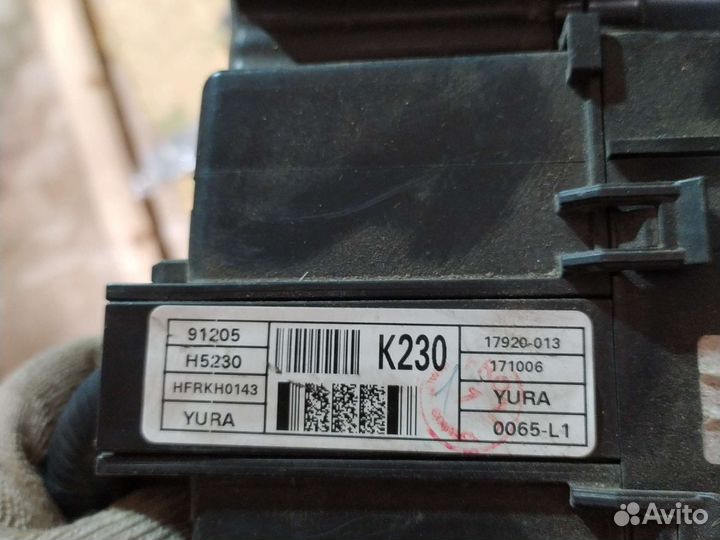 91205
H5230
HFRKH0143
YURA
K230
17920-013
171006
YURA
0065-L1
Avito